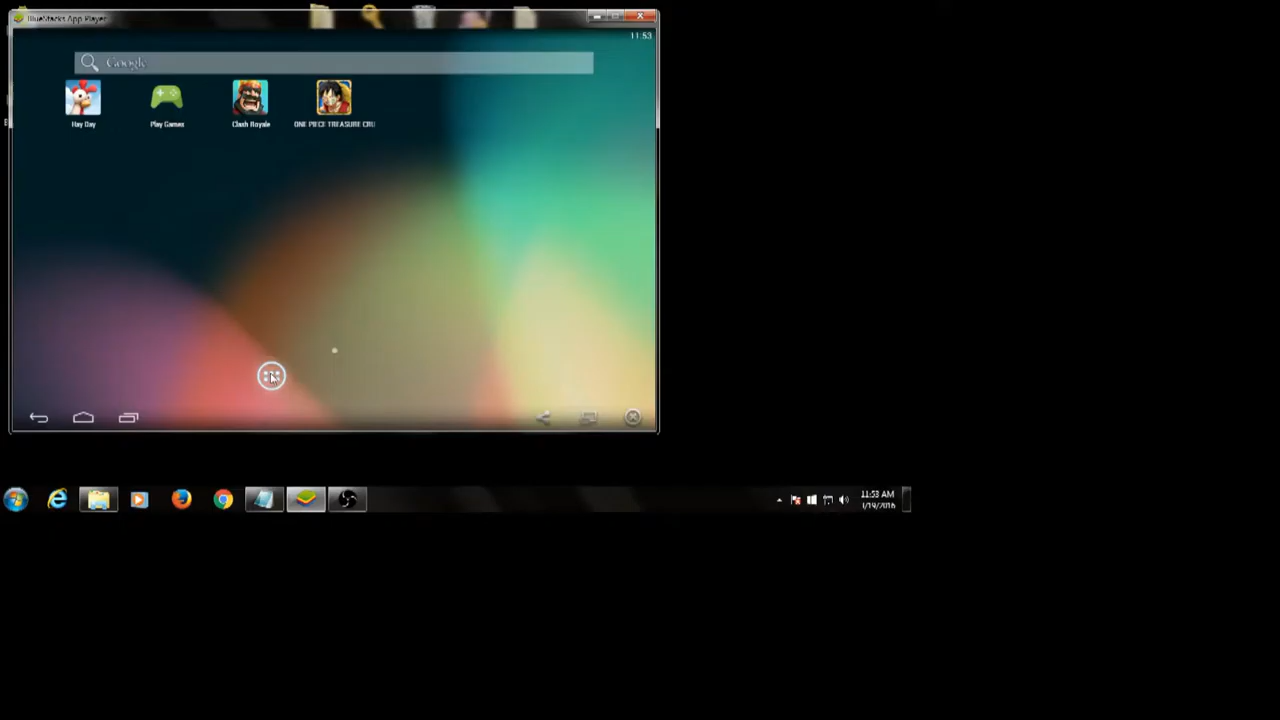 BlueStacks App Player
11:53
Google
Hay Day
Play Games
Clash Royale
ONE PIECE TREASURE CRU
11:53 AM
1/19/2016